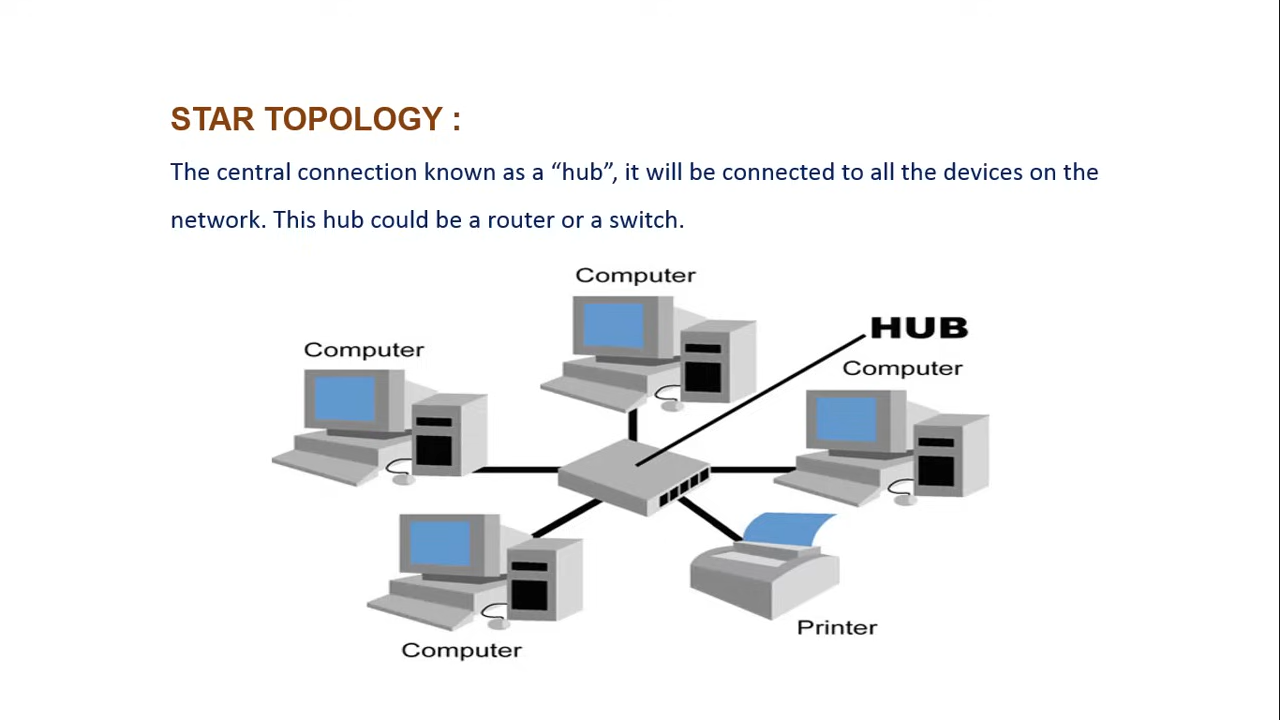 STAR TOPOLOGY :
The central connection known as a “hub”, it will be connected to all the devices on the
network. This hub could be a router or a switch.
Computer
HUB
Computer
Computer
Computer
Printer